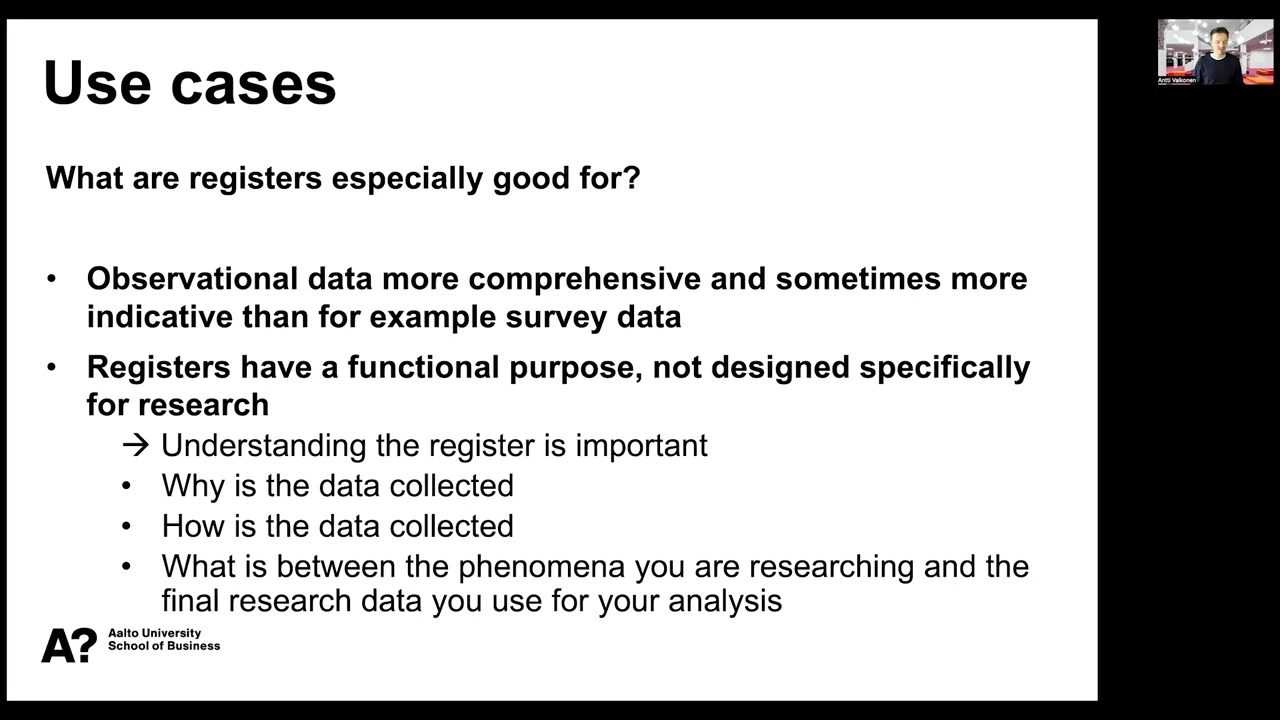 Use cases
What are registers especially good for?
• Observational data more comprehensive and sometimes more
indicative than for example survey data
• Registers have a functional purpose, not designed specifically
for research
→ Understanding the register is important
• Why is the data collected
• How is the data collected
• What is between the phenomena you are researching and the
final research data you use for your analysis
A?
Aalto University
School of Business
Antti Valkonen